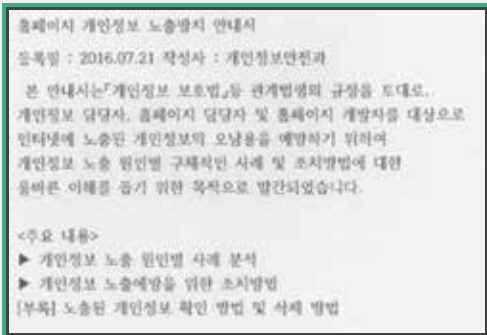 홈페이지 개인정보 노출방지 안내서
등록일 : 2016.07.21 작성자 : 개인정보안전과
본 안내서는「개인정보 보호법」등 관계법령의 규정을 토대로,
개인정보 담당자, 홈페이지 담당자 및 홈페이지 개발자를 대상으로
인터넷에 노출된 개인정보의 오남용을 예방하기 위하여
개인정보 노출 원인별 구체적인 사례 및 조치방법에 대한
올바른 이해를 돕기 위한 목적으로 발간되었습니다.
<주요 내용>
▶ 개인정보 노출 원인별 사례 분석
▶ 개인정보 노출예방을 위한 조치방법
[부록] 노출된 개인정보 확인 방법 및 삭제 방법